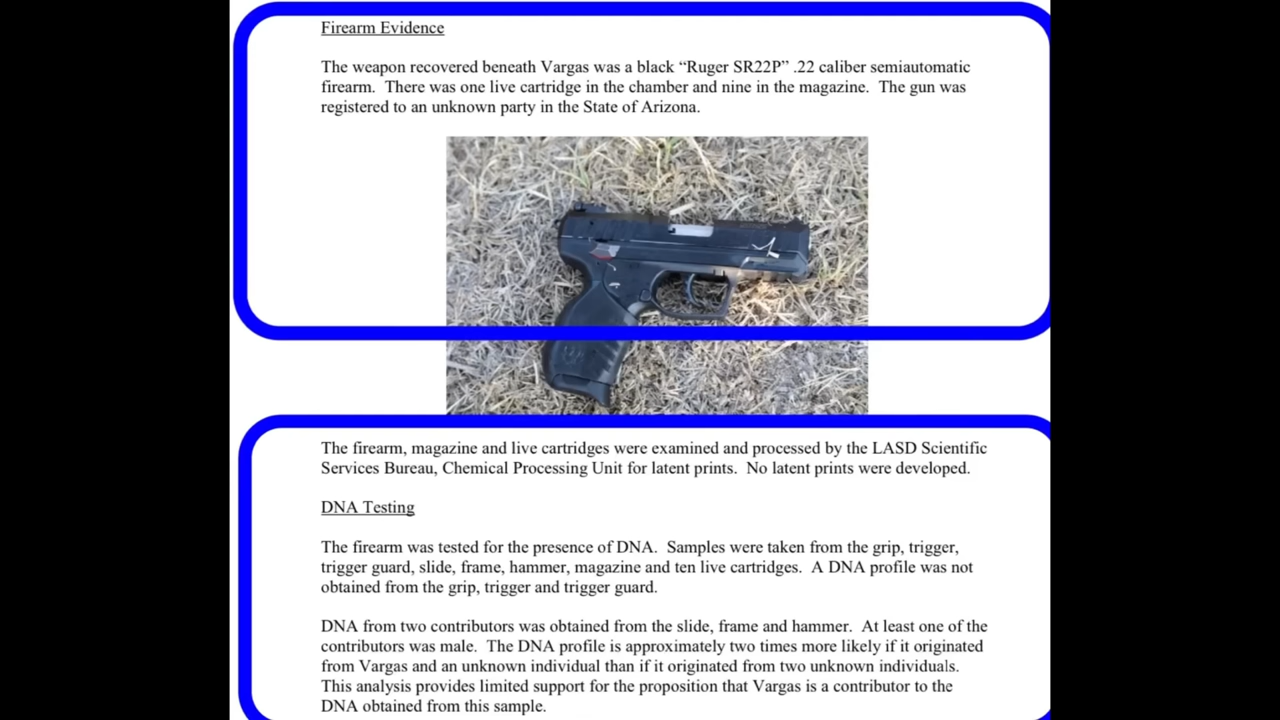 Firearm Evidence
The weapon recovered beneath Vargas was a black “Ruger SR22P” .22 caliber semiautomatic
firearm.  There was one live cartridge in the chamber and nine in the magazine.  The gun was
registered to an unknown party in the State of Arizona.
The firearm, magazine and live cartridges were examined and processed by the LASD Scientific
Services Bureau, Chemical Processing Unit for latent prints.  No latent prints were developed.
DNA Testing
The firearm was tested for the presence of DNA.  Samples were taken from the grip, trigger,
trigger guard, slide, frame, hammer, magazine and ten live cartridges.  A DNA profile was not
obtained from the grip, trigger and trigger guard.
DNA from two contributors was obtained from the slide, frame and hammer.  At least one of the
contributors was male.  The DNA profile is approximately two times more likely if it originated
from Vargas and an unknown individual than if it originated from two unknown individuals.
This analysis provides limited support for the proposition that Vargas is a contributor to the
DNA obtained from this sample.